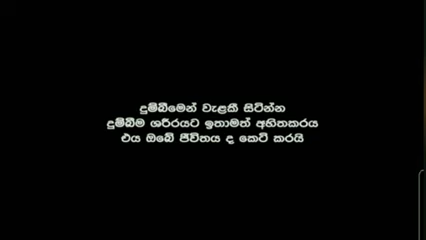 දුම්බීමෙන් වැළකී සිටින්න
දුම්බීම ශරීරයට ඉතාමත් අහිතකරය
එය ඔබේ ජීවිතය ද කෙටි කරයි